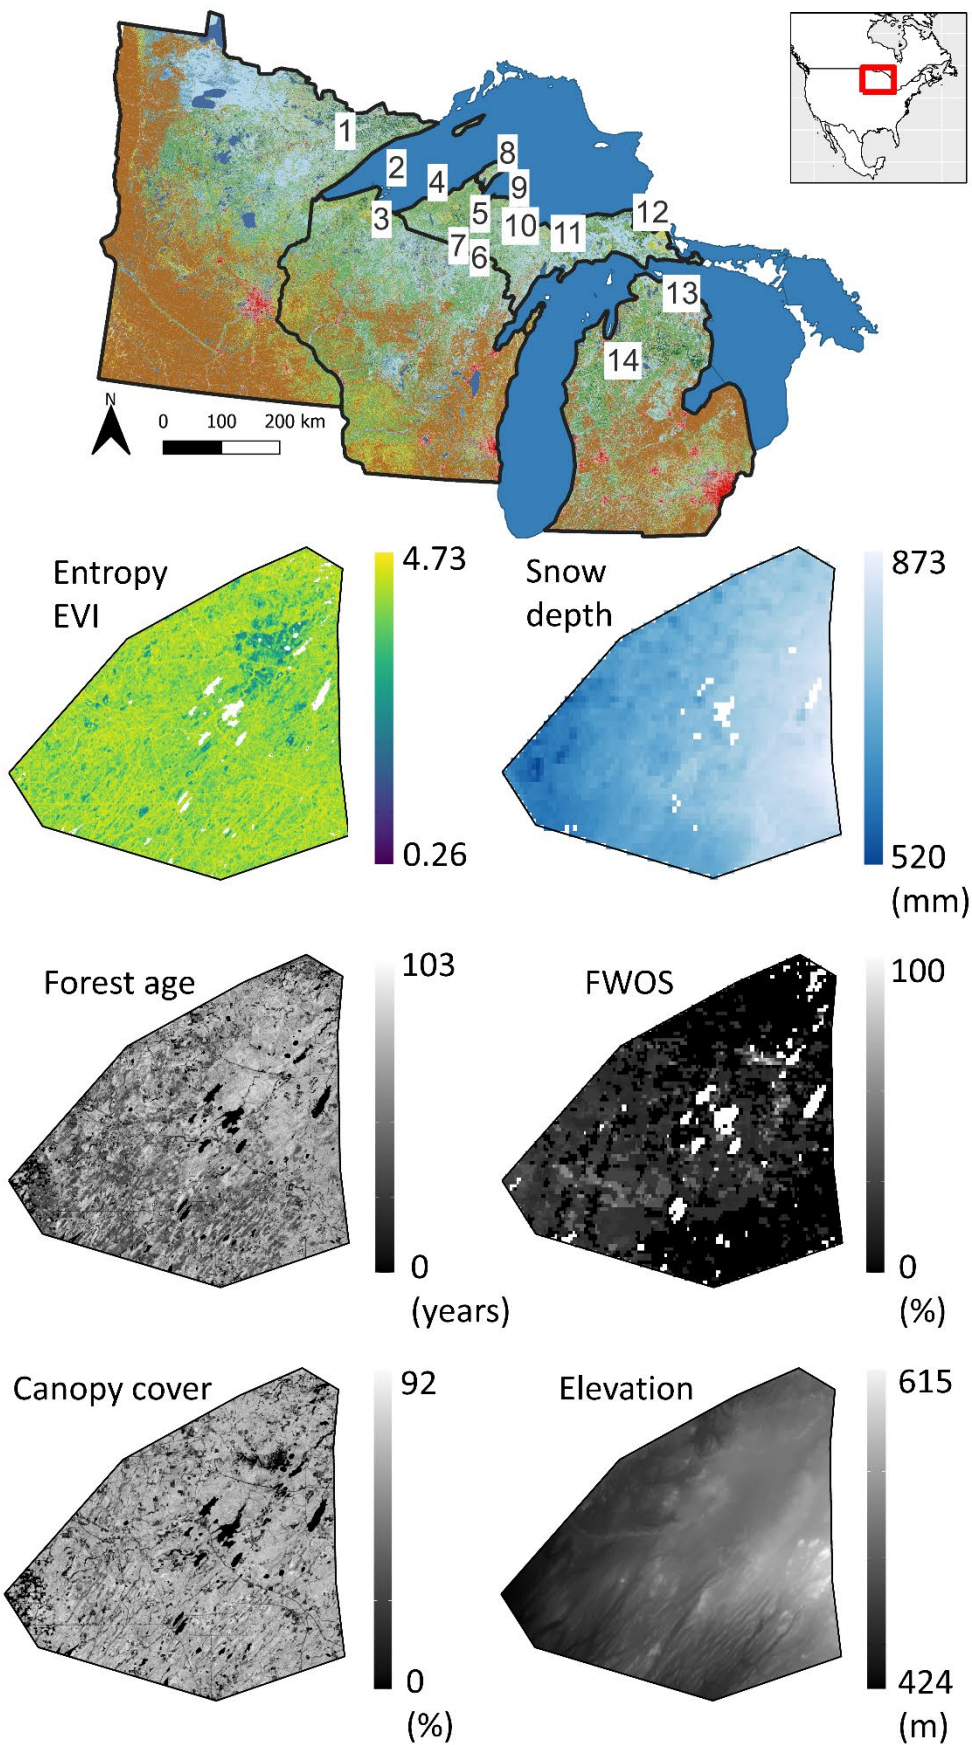 1
2
8
4
9
3
5
12
10
11
7
6
13
14
N
0 100 200 km
Entropy
EVI
4.73
0.26
Snow
depth
873
520
(mm)
Forest age
103
0
(years)
FWOS
100
0
(%)
Canopy cover
92
0
(%)
Elevation
615
424
(m)